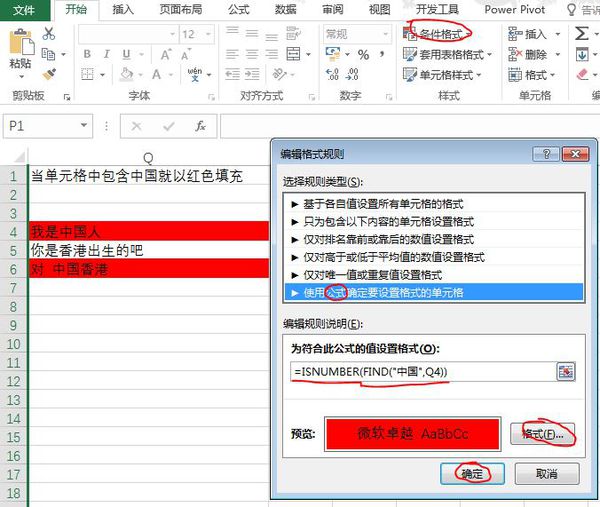 文件 开始 插入 页面布局 公式 数据 审阅 视图 开发工具 Power Pivot 告诉
粘贴
12
常规
条件格式
套用表格格式
单元格样式
插入
删除
格式
剪贴板 字体 对齐方式 数字 样式 单元格
P1
fx
Q
1 当单元格中包含中国就以红色填充
2
3
4 我是中国人
5 你是香港出生的吧
6 对 中国香港
7
8
9
10
11
12
13
14
15
16
17
18
编辑格式规则
选择规则类型(S):
► 基于各自值设置所有单元格的格式
► 只为包含以下内容的单元格设置格式
► 仅对排名靠前或靠后的数值设置格式
► 仅对高于或低于平均值的数值设置格式
► 仅对唯一值或重复值设置格式
► 使用公式确定要设置格式的单元格
编辑规则说明(E):
为符合此公式的值设置格式(O):
=ISNUMBER(FIND("中国",Q4))
预览: 微软卓越 AaBbCc 格式(F)...
确定 取消